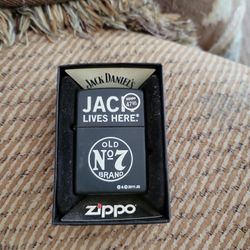 JACK DANIEL'S
JACK
LIVES HERE.
OLD
Nº7
BRAND
zippo